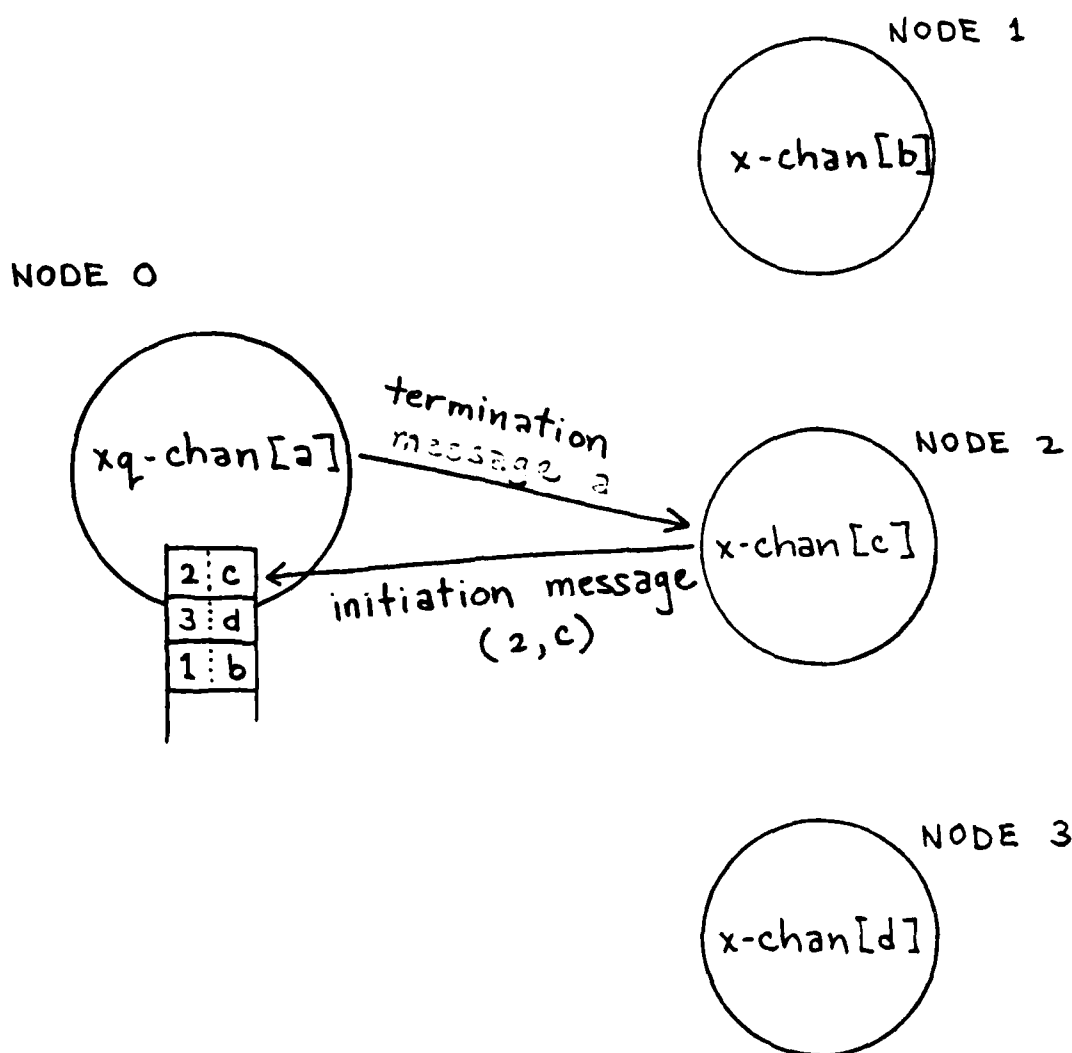 NODE 1
x-chan[b]
NODE 0
termination
message a
xq-chan[a]
NODE 2
x-chan[c]
2 c
initiation message
(2,c)
3 d
1 b
NODE 3
x-chan[d]